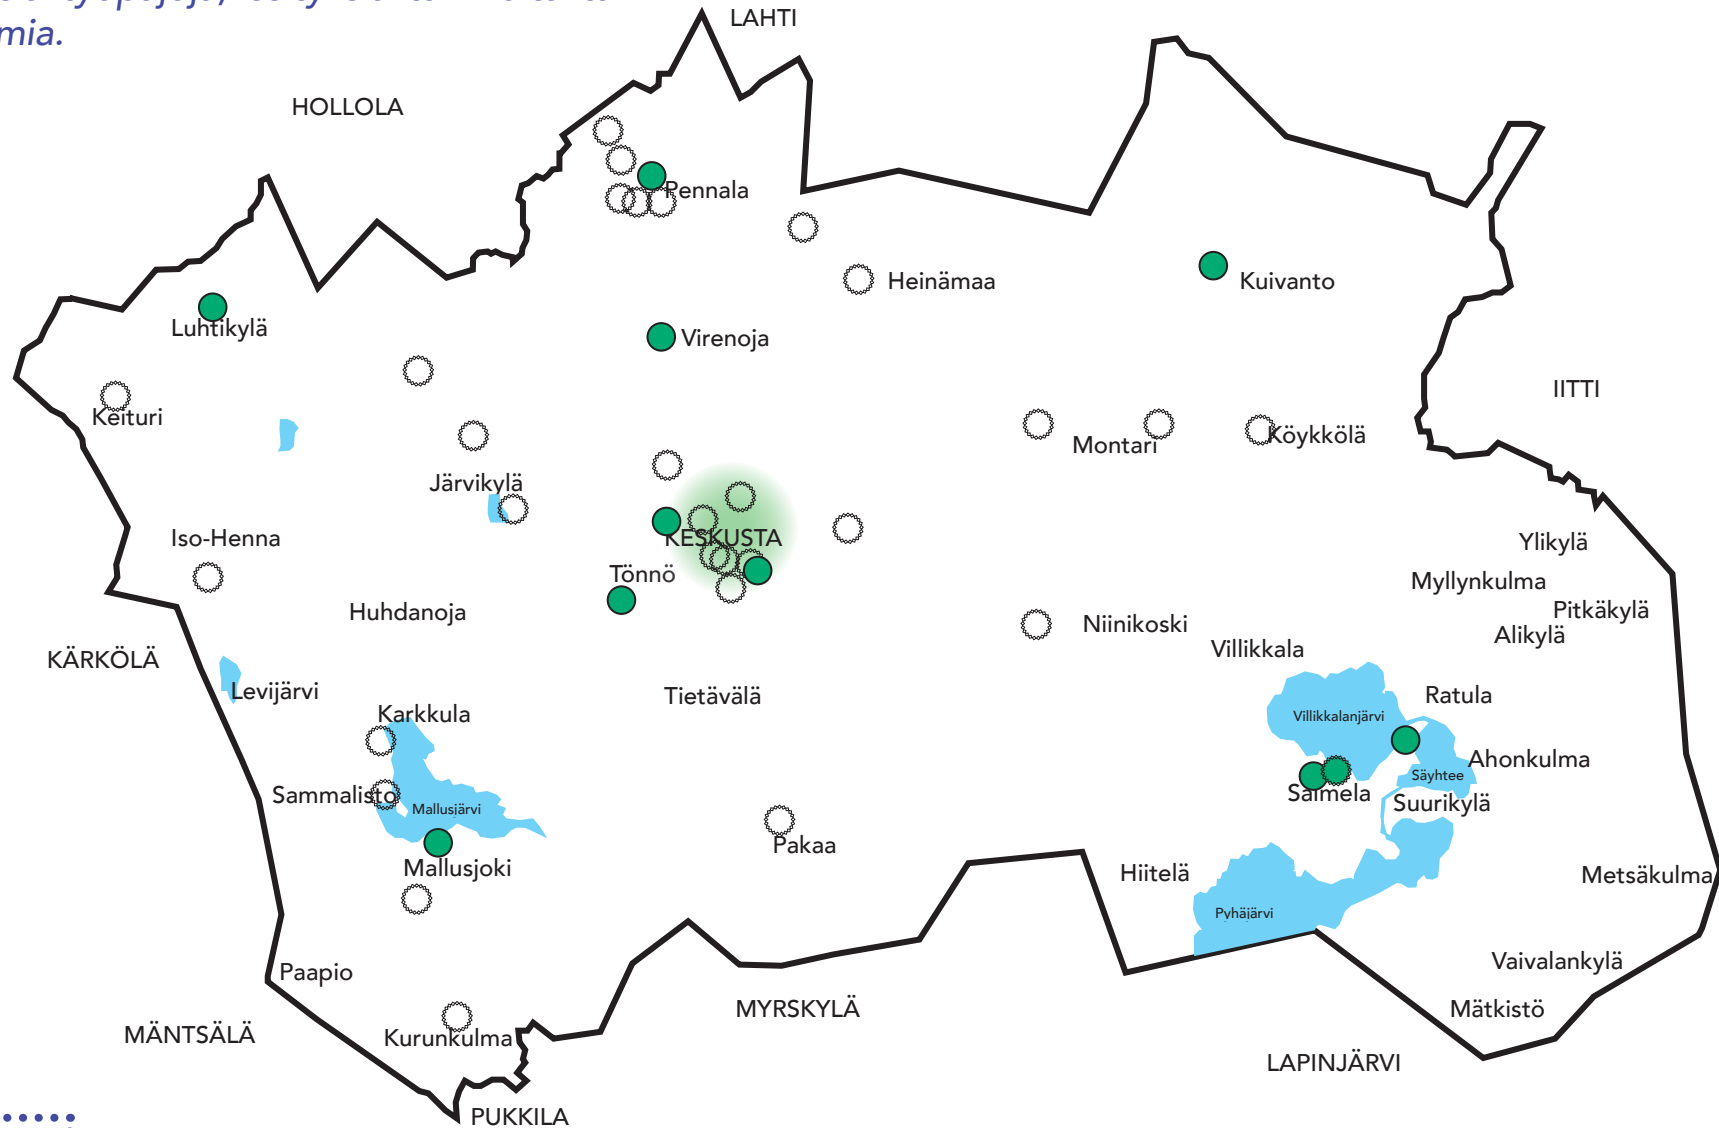 mia.
LAHTI
HOLLOLA
Pennala
Heinämaa
Kuivanto
Luhtikylä
Virenoja
IITTI
Keituri
Montari
Köykkölä
Järvikylä
Iso-Henna
KESKUSTA
Ylikylä
Tönnö
Myllynkulma
Huhdanoja
Pitkäkylä
Niinikoski
Alikylä
Villikkala
KÄRKÖLÄ
Levijärvi
Tietävälä
Ratula
Karkkula
Villikkalanjärvi
Ahonkulma
Säyhtee
Sammalisto
Salmela
Suurikylä
Mallusjärvi
Pakaa
Mallusjoki
Hiitelä
Metsäkulma
Pyhäjärvi
Vaivalankylä
Paapio
MYRSKYLÄ
Mätkistö
MÄNTSÄLÄ
Kurunkulma
LAPINJÄRVI
PUKKILA